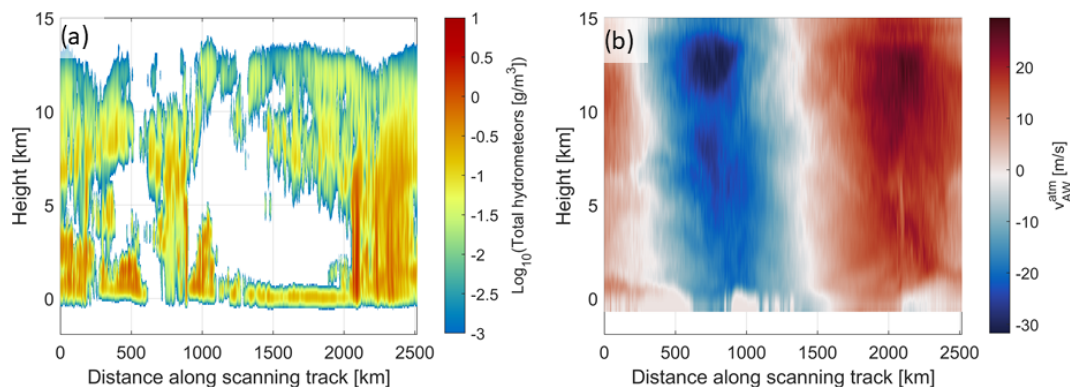 (a)
15
10
5
0
Height [km]
0 500 1000 1500 2000 2500
Distance along scanning track [km]
1
0.5
0
-0.5
-1
-1.5
-2
-2.5
-3
Log10(Total hydrometeors [g/m³])
(b)
15
10
5
0
Height [km]
0 500 1000 1500 2000 2500
Distance along scanning track [km]
20
10
0
-10
-20
-30
v_AW^atm [m/s]